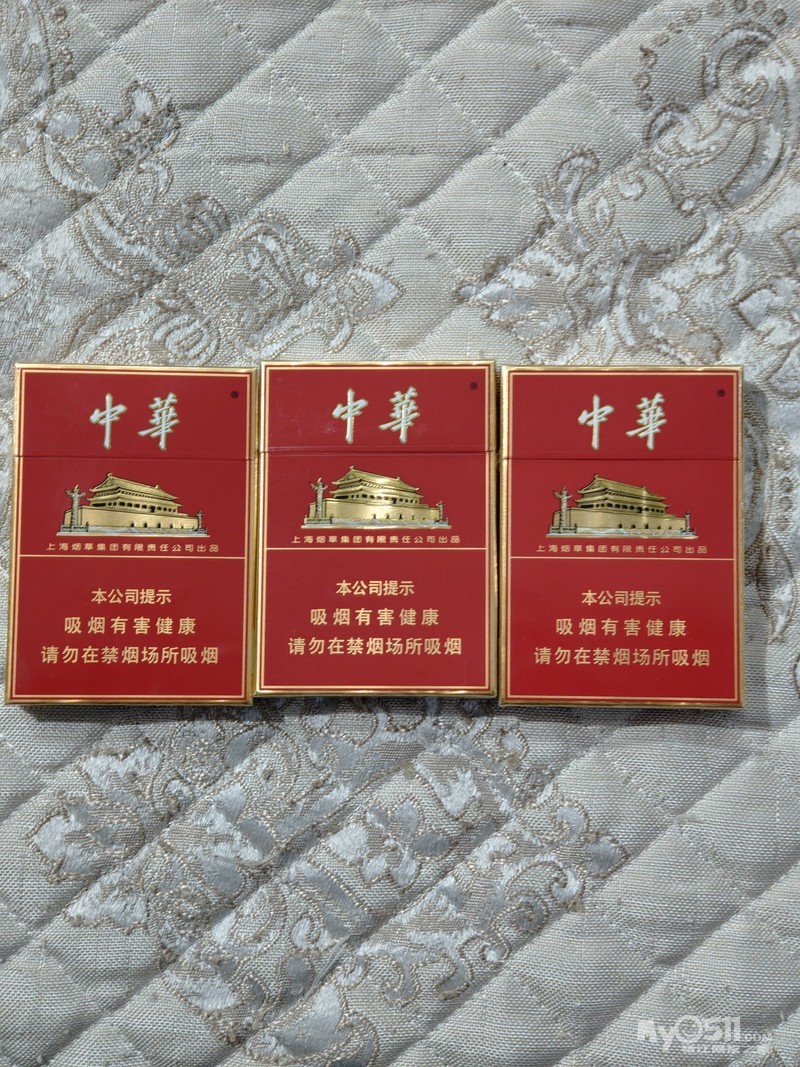 中華
上海烟草集团有限责任公司出品
本公司提示
吸烟有害健康
请勿在禁烟场所吸烟
中華
上海烟草集团有限责任公司出品
本公司提示
吸烟有害健康
请勿在禁烟场所吸烟
中華
上海烟草集团有限责任公司出品
本公司提示
吸烟有害健康
请勿在禁烟场所吸烟
MyOS11.COM